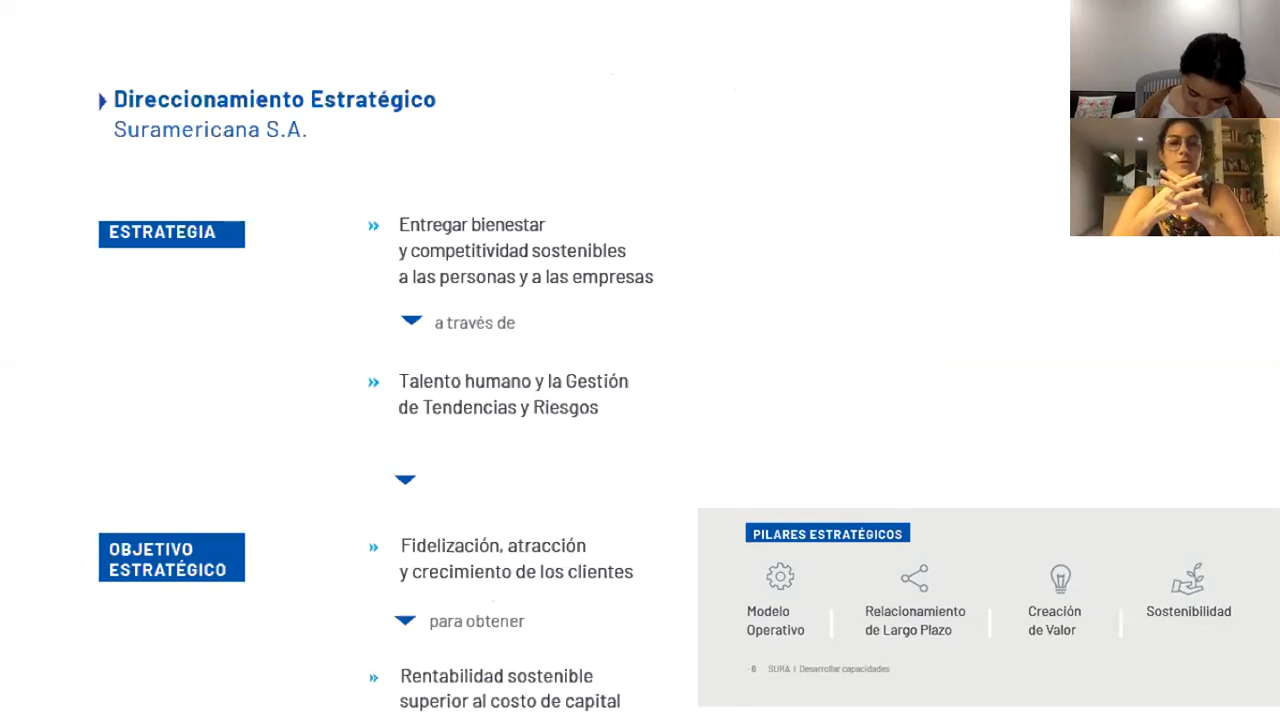 Direccionamiento Estratégico
Suramericana S.A.
ESTRATEGIA
Entregar bienestar
y competitividad sostenibles
a las personas y a las empresas
a través de
Talento humano y la Gestión
de Tendencias y Riesgos
OBJETIVO
ESTRATÉGICO
Fidelización, atracción
y crecimiento de los clientes
para obtener
Rentabilidad sostenible
superior al costo de capital
PILARES ESTRATÉGICOS
Modelo
Operativo
Relacionamiento
de Largo Plazo
Creación
de Valor
Sostenibilidad
8 SURA | Desarrollar capacidades